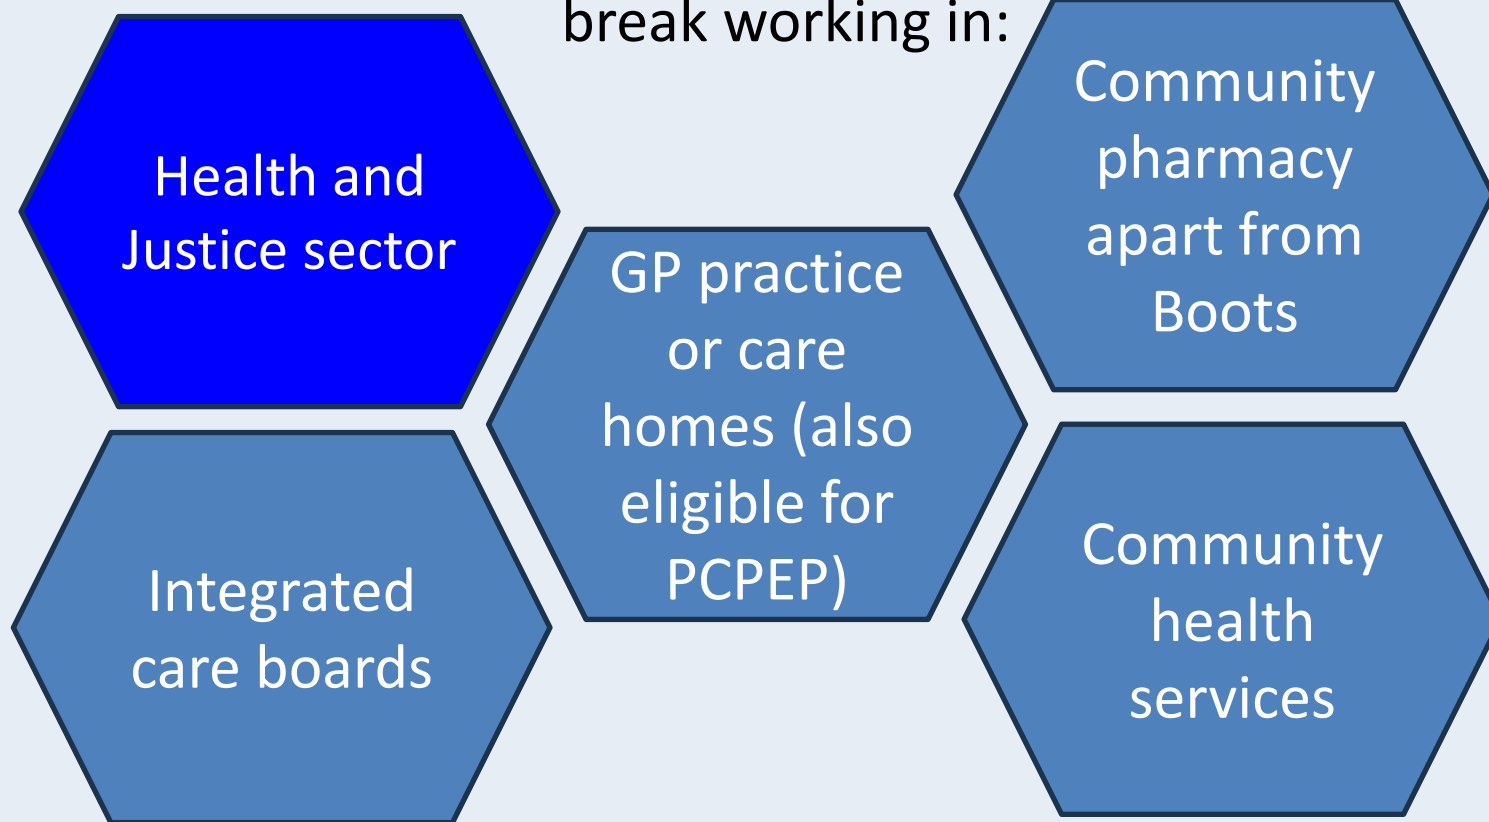 break working in:
Health and
Justice sector
Community
pharmacy
apart from
Boots
GP practice
or care
homes (also
eligible for
PCPEP)
Integrated
care boards
Community
health
services